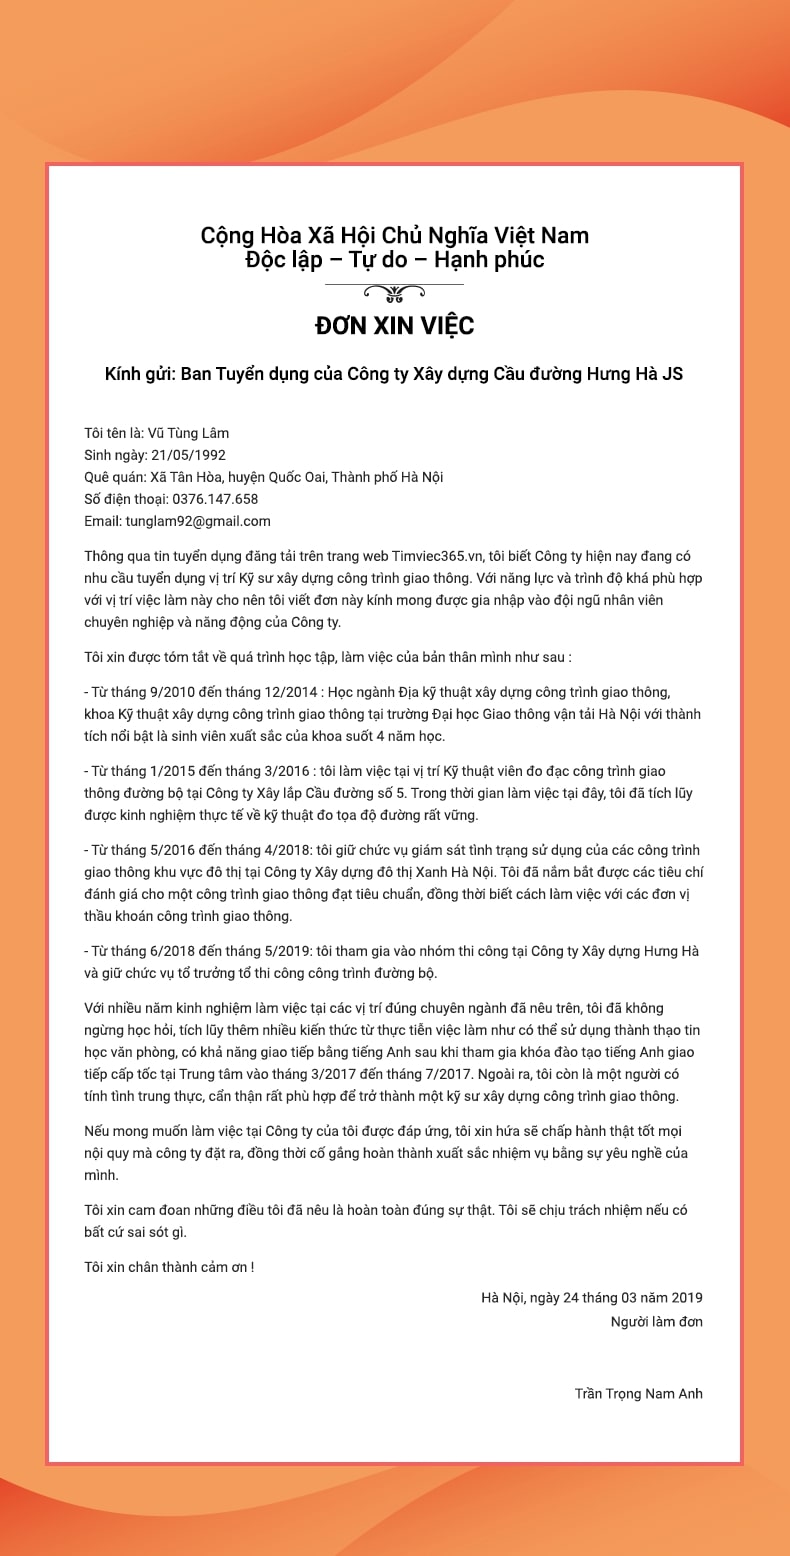 Cộng Hòa Xã Hội Chủ Nghĩa Việt Nam
Độc lập – Tự do – Hạnh phúc
ĐƠN XIN VIỆC
Kính gửi: Ban Tuyển dụng của Công ty Xây dựng Cầu đường Hưng Hà JS
Tôi tên là: Vũ Tùng Lâm
Sinh ngày: 21/05/1992
Quê quán: Xã Tân Hòa, huyện Quốc Oai, Thành phố Hà Nội
Số điện thoại: 0376.147.658
Email: tunglam92@gmail.com
Thông qua tin tuyển dụng đăng tải trên trang web Timviec365.vn, tôi biết Công ty hiện nay đang có
nhu cầu tuyển dụng vị trí Kỹ sư xây dựng công trình giao thông. Với năng lực và trình độ khá phù hợp
với vị trí việc làm này cho nên tôi viết đơn này kính mong được gia nhập vào đội ngũ nhân viên
chuyên nghiệp và năng động của Công ty.
Tôi xin được tóm tắt về quá trình học tập, làm việc của bản thân mình như sau :
- Từ tháng 9/2010 đến tháng 12/2014 : Học ngành Địa kỹ thuật xây dựng công trình giao thông,
khoa Kỹ thuật xây dựng công trình giao thông tại trường Đại học Giao thông vận tải Hà Nội với thành
tích nổi bật là sinh viên xuất sắc của khoa suốt 4 năm học.
- Từ tháng 1/2015 đến tháng 3/2016 : tôi làm việc tại vị trí Kỹ thuật viên đo đạc công trình giao
thông đường bộ tại Công ty Xây lắp Cầu đường số 5. Trong thời gian làm việc tại đây, tôi đã tích lũy
được kinh nghiệm thực tế về kỹ thuật đo tọa độ đường rất vững.
- Từ tháng 5/2016 đến tháng 4/2018: tôi giữ chức vụ giám sát tình trạng sử dụng của các công trình
giao thông khu vực đô thị tại Công ty Xây dựng đô thị Xanh Hà Nội. Tôi đã nắm bắt được các tiêu chí
đánh giá cho một công trình giao thông đạt tiêu chuẩn, đồng thời biết cách làm việc với các đơn vị
thầu khoán công trình giao thông.
- Từ tháng 6/2018 đến tháng 5/2019: tôi tham gia vào nhóm thi công tại Công ty Xây dựng Hưng Hà
và giữ chức vụ tổ trưởng tổ thi công công trình đường bộ.
Với nhiều năm kinh nghiệm làm việc tại các vị trí đúng chuyên ngành đã nêu trên, tôi đã không
ngừng học hỏi, tích lũy thêm nhiều kiến thức từ thực tiễn việc làm như có thể sử dụng thành thạo tin
học văn phòng, có khả năng giao tiếp bằng tiếng Anh sau khi tham gia khóa đào tạo tiếng Anh giao
tiếp cấp tốc tại Trung tâm vào tháng 3/2017 đến tháng 7/2017. Ngoài ra, tôi còn là một người có
tính tình trung thực, cẩn thận rất phù hợp để trở thành một kỹ sư xây dựng công trình giao thông.
Nếu mong muốn làm việc tại Công ty của tôi được đáp ứng, tôi xin hứa sẽ chấp hành thật tốt mọi
nội quy mà công ty đặt ra, đồng thời cố gắng hoàn thành xuất sắc nhiệm vụ bằng sự yêu nghề của
mình.
Tôi xin cam đoan những điều tôi đã nêu là hoàn toàn đúng sự thật. Tôi sẽ chịu trách nhiệm nếu có
bất cứ sai sót gì.
Tôi xin chân thành cảm ơn !
Hà Nội, ngày 24 tháng 03 năm 2019
Người làm đơn
Trần Trọng Nam Anh